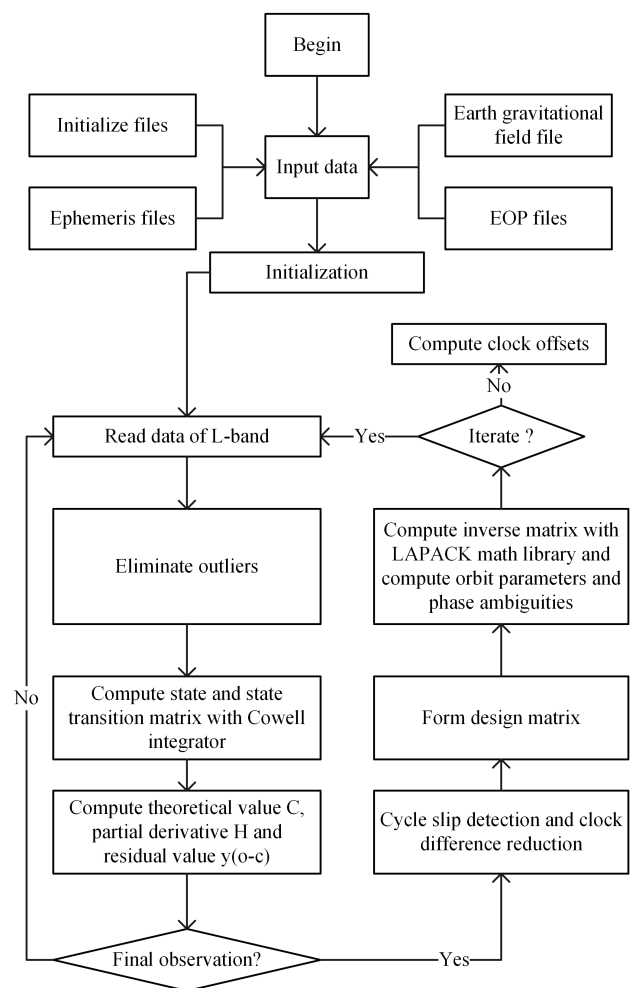 Begin
Initialize files
Ephemeris files
Input data
Earth gravitational
field file
EOP files
Initialization
Compute clock offsets
No
Read data of L-band
Yes
Iterate ?
Eliminate outliers
Compute inverse matrix with
LAPACK math library and
compute orbit parameters and
phase ambiguities
No
Compute state and state
transition matrix with Cowell
integrator
Form design matrix
Compute theoretical value C,
partial derivative H and
residual value y(o-c)
Cycle slip detection and clock
difference reduction
Final observation?
Yes